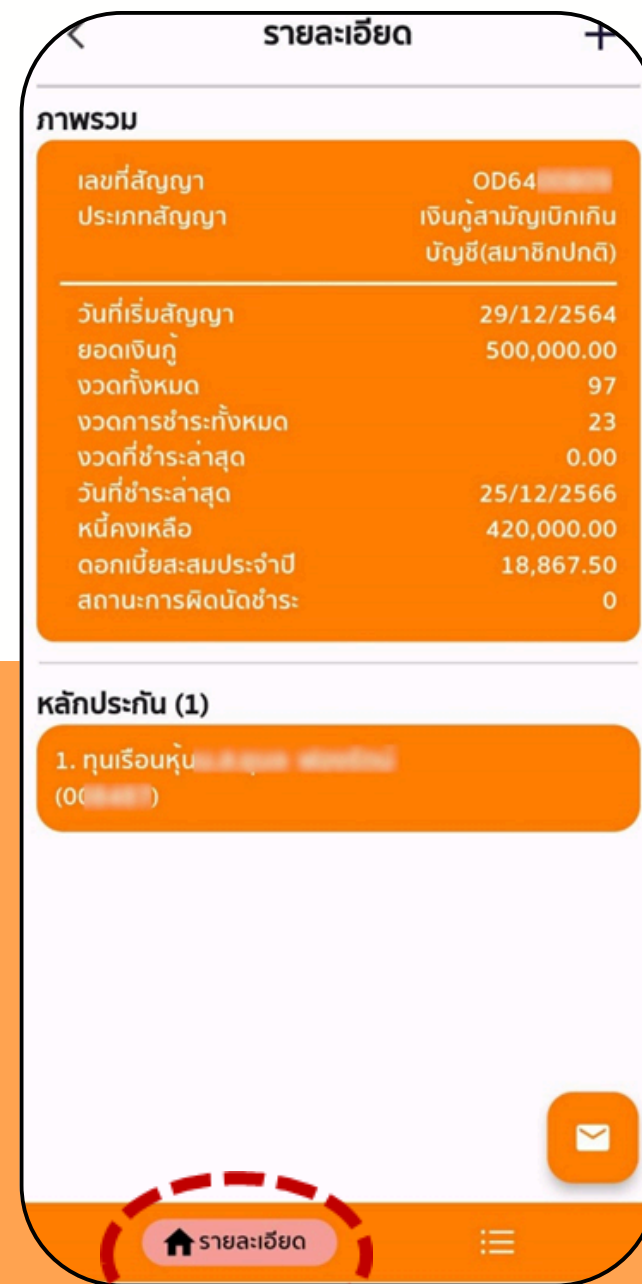 รายละเอียด
ภาพรวม
เลขที่สัญญา OD64
ประเภทสัญญา เงินกู้สามัญเบิกเกิน
บัญชี(สมาชิกปกติ)
วันที่เริ่มสัญญา 29/12/2564
ยอดเงินกู้ 500,000.00
งวดทั้งหมด 97
งวดการชำระทั้งหมด 23
งวดที่ชำระล่าสุด 0.00
วันที่ชำระล่าสุด 25/12/2566
หนี้คงเหลือ 420,000.00
ดอกเบี้ยสะสมประจำปี 18,867.50
สถานะการผิดนัดชำระ 0
หลักประกัน (1)
1. ทุนเรือนหุ้น
(00 )
รายละเอียด